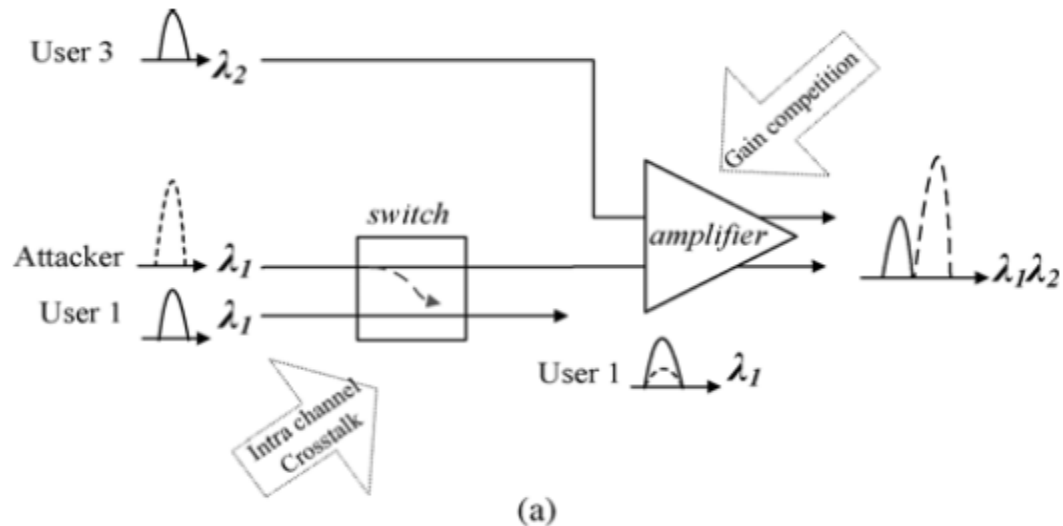 User 3
λ2
Gain competition
switch
amplifier
Attacker
λ1
User 1
λ1
λ1λ2
User 1
λ1
Intra channel
Crosstalk
(a)